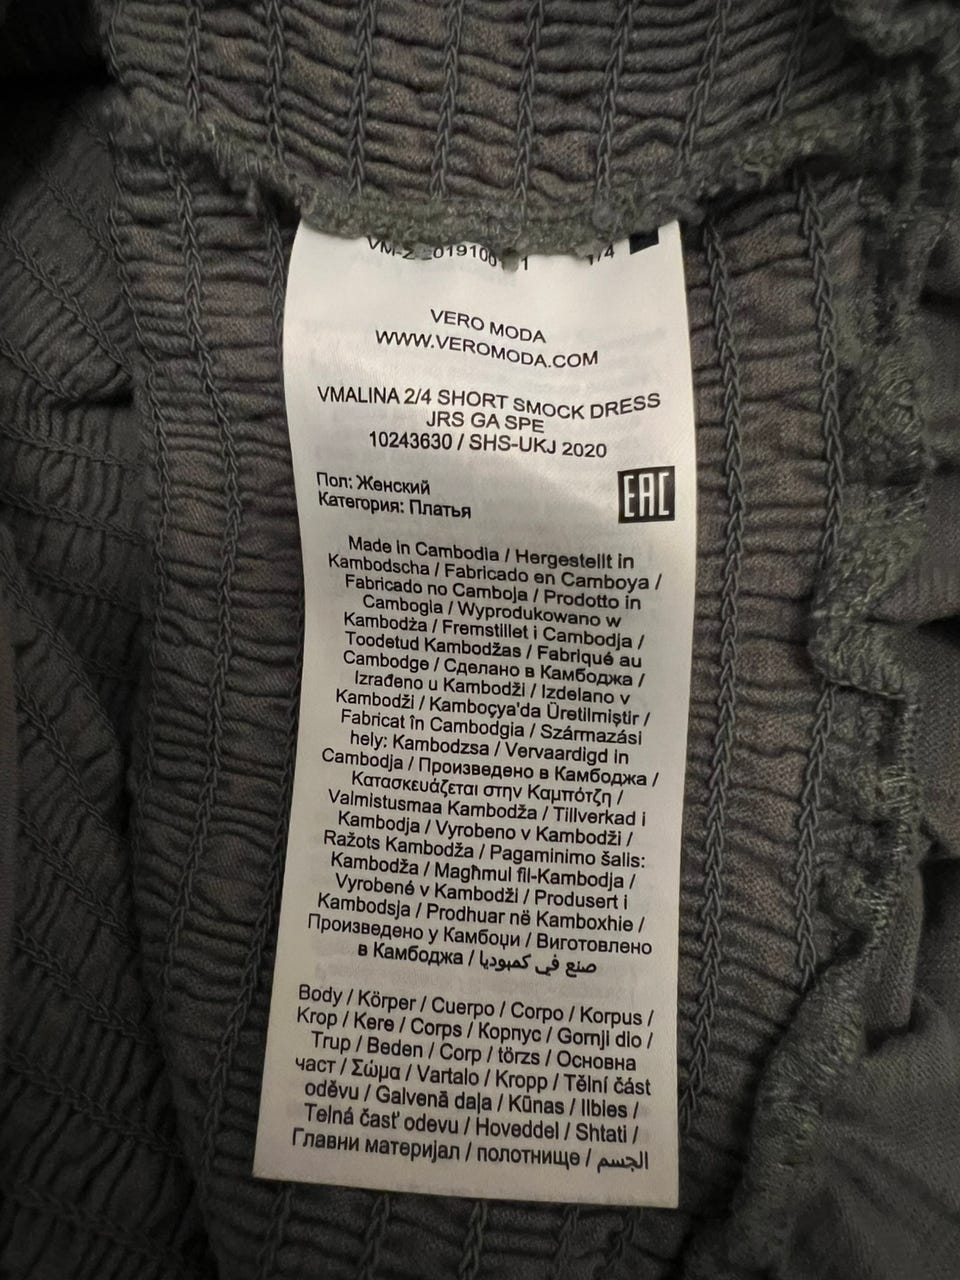 1/4
VERO MODA
WWW.VEROMODA.COM
VMALINA 2/4 SHORT SMOCK DRESS
JRS GA SPE
10243630 / SHS-UKJ 2020
Пол: Женский
Категория: Платья
EAC
Made in Cambodia / Hergestellt in
Kambodscha / Fabricado en Camboya /
Fabricado no Camboja / Prodotto in
Cambogia / Wyprodukowano w
Kambodża / Fremstillet i Cambodja /
Toodetud Kambodžas / Fabriqué au
Cambodge / Сделано в Камбоджа /
Izrađeno u Kambodži / Izdelano v
Kambodži / Kamboçya'da Üretilmiştir /
Fabricat în Cambodgia / Származási
hely: Kambodzsa / Vervaardigd in
Cambodja / Произведено в Камбоджа /
Κατασκευάζεται στην Καμπότζη /
Valmistusmaa Kambodža / Tillverkad i
Kambodja / Vyrobeno v Kambodži /
Ražots Kambodža / Pagaminimo šalis:
Kambodža / Magħmul fil-Kambodja /
Vyrobené v Kambodži / Produsert i
Kambodsja / Prodhuar në Kamboxhie /
Произведено у Камбоџи / Виготовлено
в Камбоджа / صنع في كمبوديا
Body / Körper / Cuerpo / Corpo / Korpus /
Krop / Kere / Corps / Корпус / Gornji dio /
Trup / Beden / Corp / törzs / Основна
част / Σώμα / Vartalo / Kropp / Tělní část
oděvu / Galvenā daļa / Kūnas / Ilbies /
Telná časť odevu / Hoveddel / Shtati /
Главни материјал / полотнище / الجسم